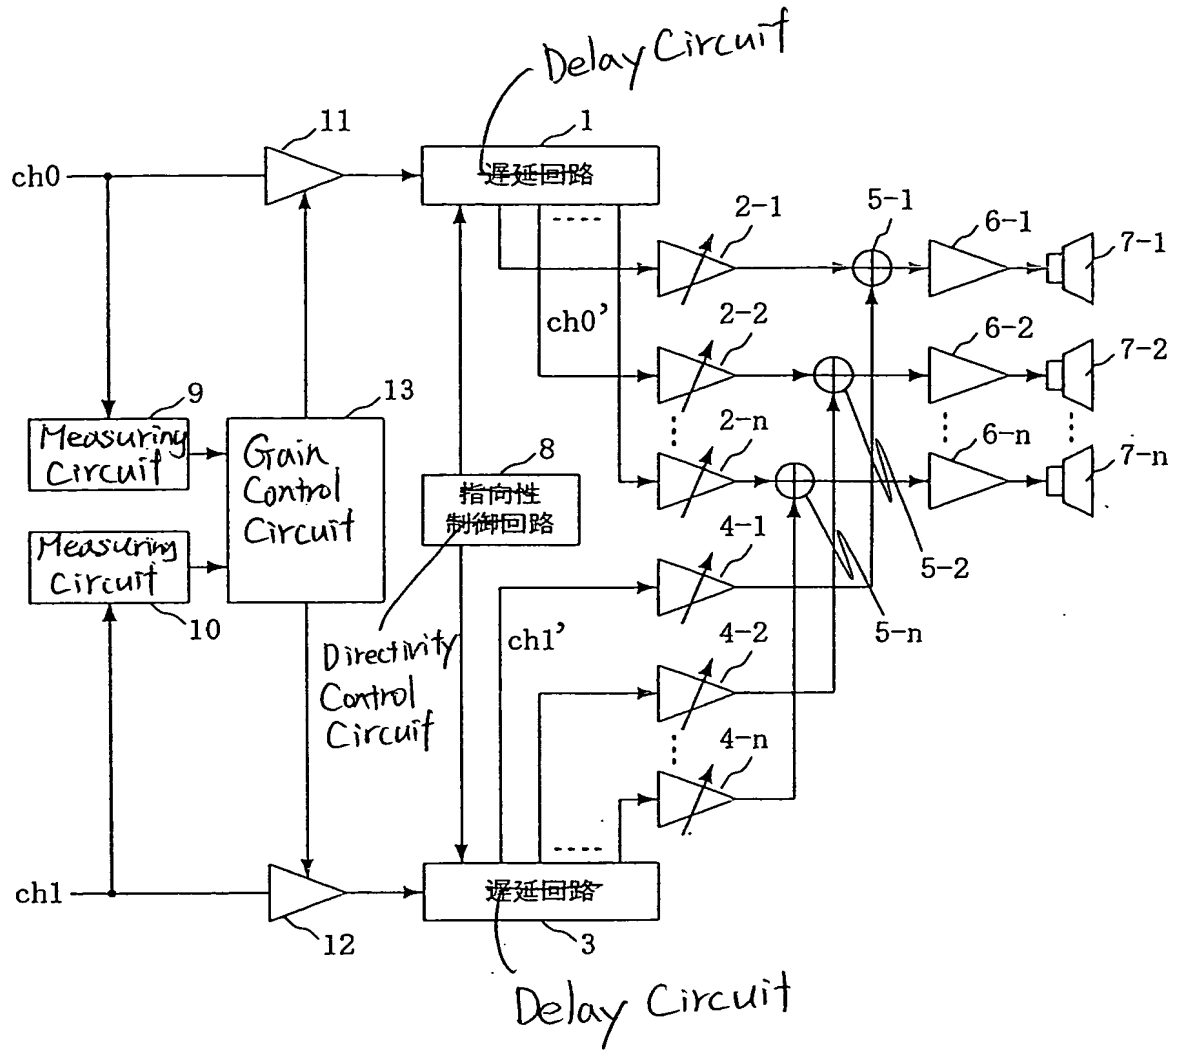 Delay Circuit
11
1
ch0
遅延回路
2-1
5-1
6-1
7-1
ch0’
2-2
6-2
7-2
9
13
2-n
6-n
7-n
Measuring
Circuit
Gain
Control
Circuit
8
指向性
制御回路
Measuring
Circuit
4-1
5-2
10
ch1’
5-n
Directivity
Control
Circuit
4-2
4-n
ch1
遅延回路
12
3
Delay Circuit